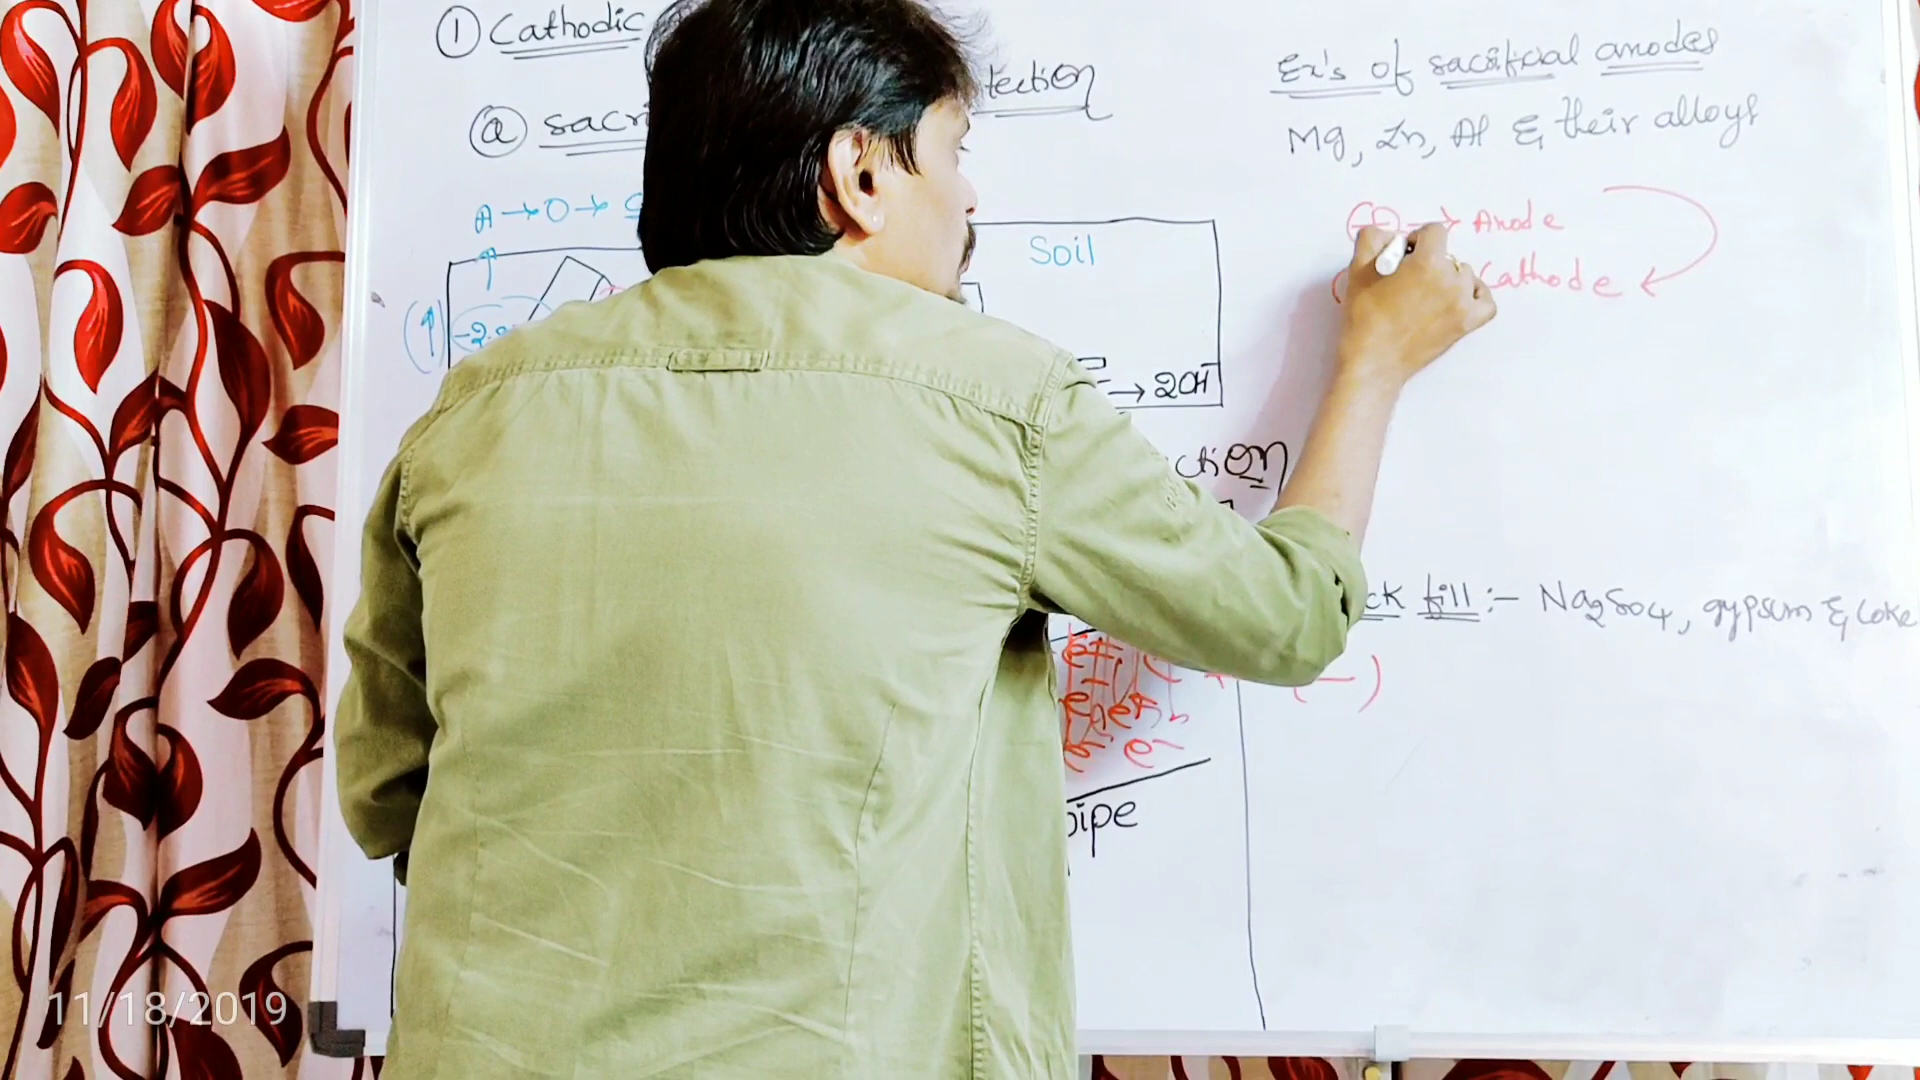 ① Cathodic
tection
ⓐ sacri
A → O →
Soil
(↑) -2.
→ 2OH⁻
ction
pipe
Ex's of sacrificial anodes
Mg, Zn, Al & their alloys
→ Anode
Cathode
ck fill :- Na2SO4, gypsum & coke
(-)
e⁻
11/18/2019